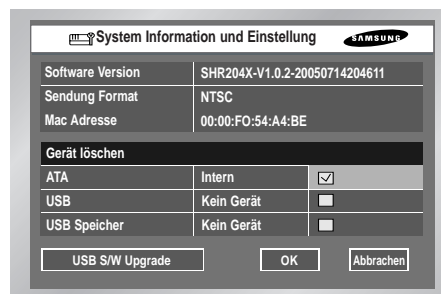 System Information und Einstellung SAMSUNG
Software Version SHR204X-V1.0.2-20050714204611
Sendung Format NTSC
Mac Adresse 00:00:FO:54:A4:BE
Gerät löschen
ATA Intern
USB Kein Gerät
USB Speicher Kein Gerät
USB S/W Upgrade OK Abbrachen